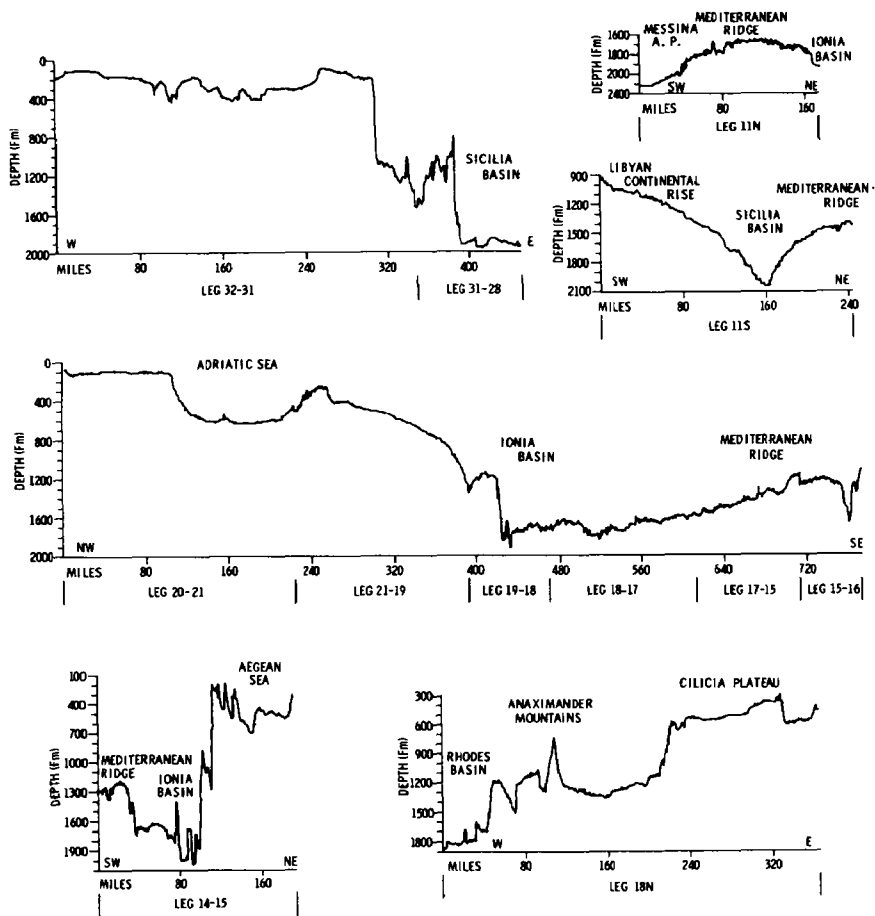 0
400
800
1200
1600
2000
DEPTH (Fm)
SICILIA
BASIN
W
E
MILES
80
160
240
320
400
LEG 32-31
LEG 31-28
MESSINA
A. P.
MEDITERRANEAN
RIDGE
IONIA
BASIN
1600
1800
2000
2200
2400
DEPTH (Fm)
SW
NE
MILES
80
160
LEG 11N
900
1200
1500
1800
2100
DEPTH (Fm)
LIBYAN
CONTINENTAL
RISE
SICILIA
BASIN
MEDITERRANEAN-
RIDGE
SW
NE
MILES
80
160
240
LEG 11S
0
400
800
1200
1600
2000
DEPTH (Fm)
ADRIATIC SEA
IONIA
BASIN
MEDITERRANEAN
RIDGE
NW
SE
MILES
80
160
240
320
400
480
560
640
720
LEG 20-21
LEG 21-19
LEG 19-18
LEG 18-17
LEG 17-15
LEG 15-16
100
400
700
1000
1300
1600
1900
DEPTH (Fm)
AEGEAN
SEA
MEDITERRANEAN
RIDGE
IONIA
BASIN
SW
NE
MILES
80
160
LEG 14-15
300
600
900
1200
1500
1800
DEPTH (Fm)
RHODES
BASIN
ANAXIMANDER
MOUNTAINS
CILICIA PLATEAU
W
E
MILES
80
160
240
320
LEG 18N